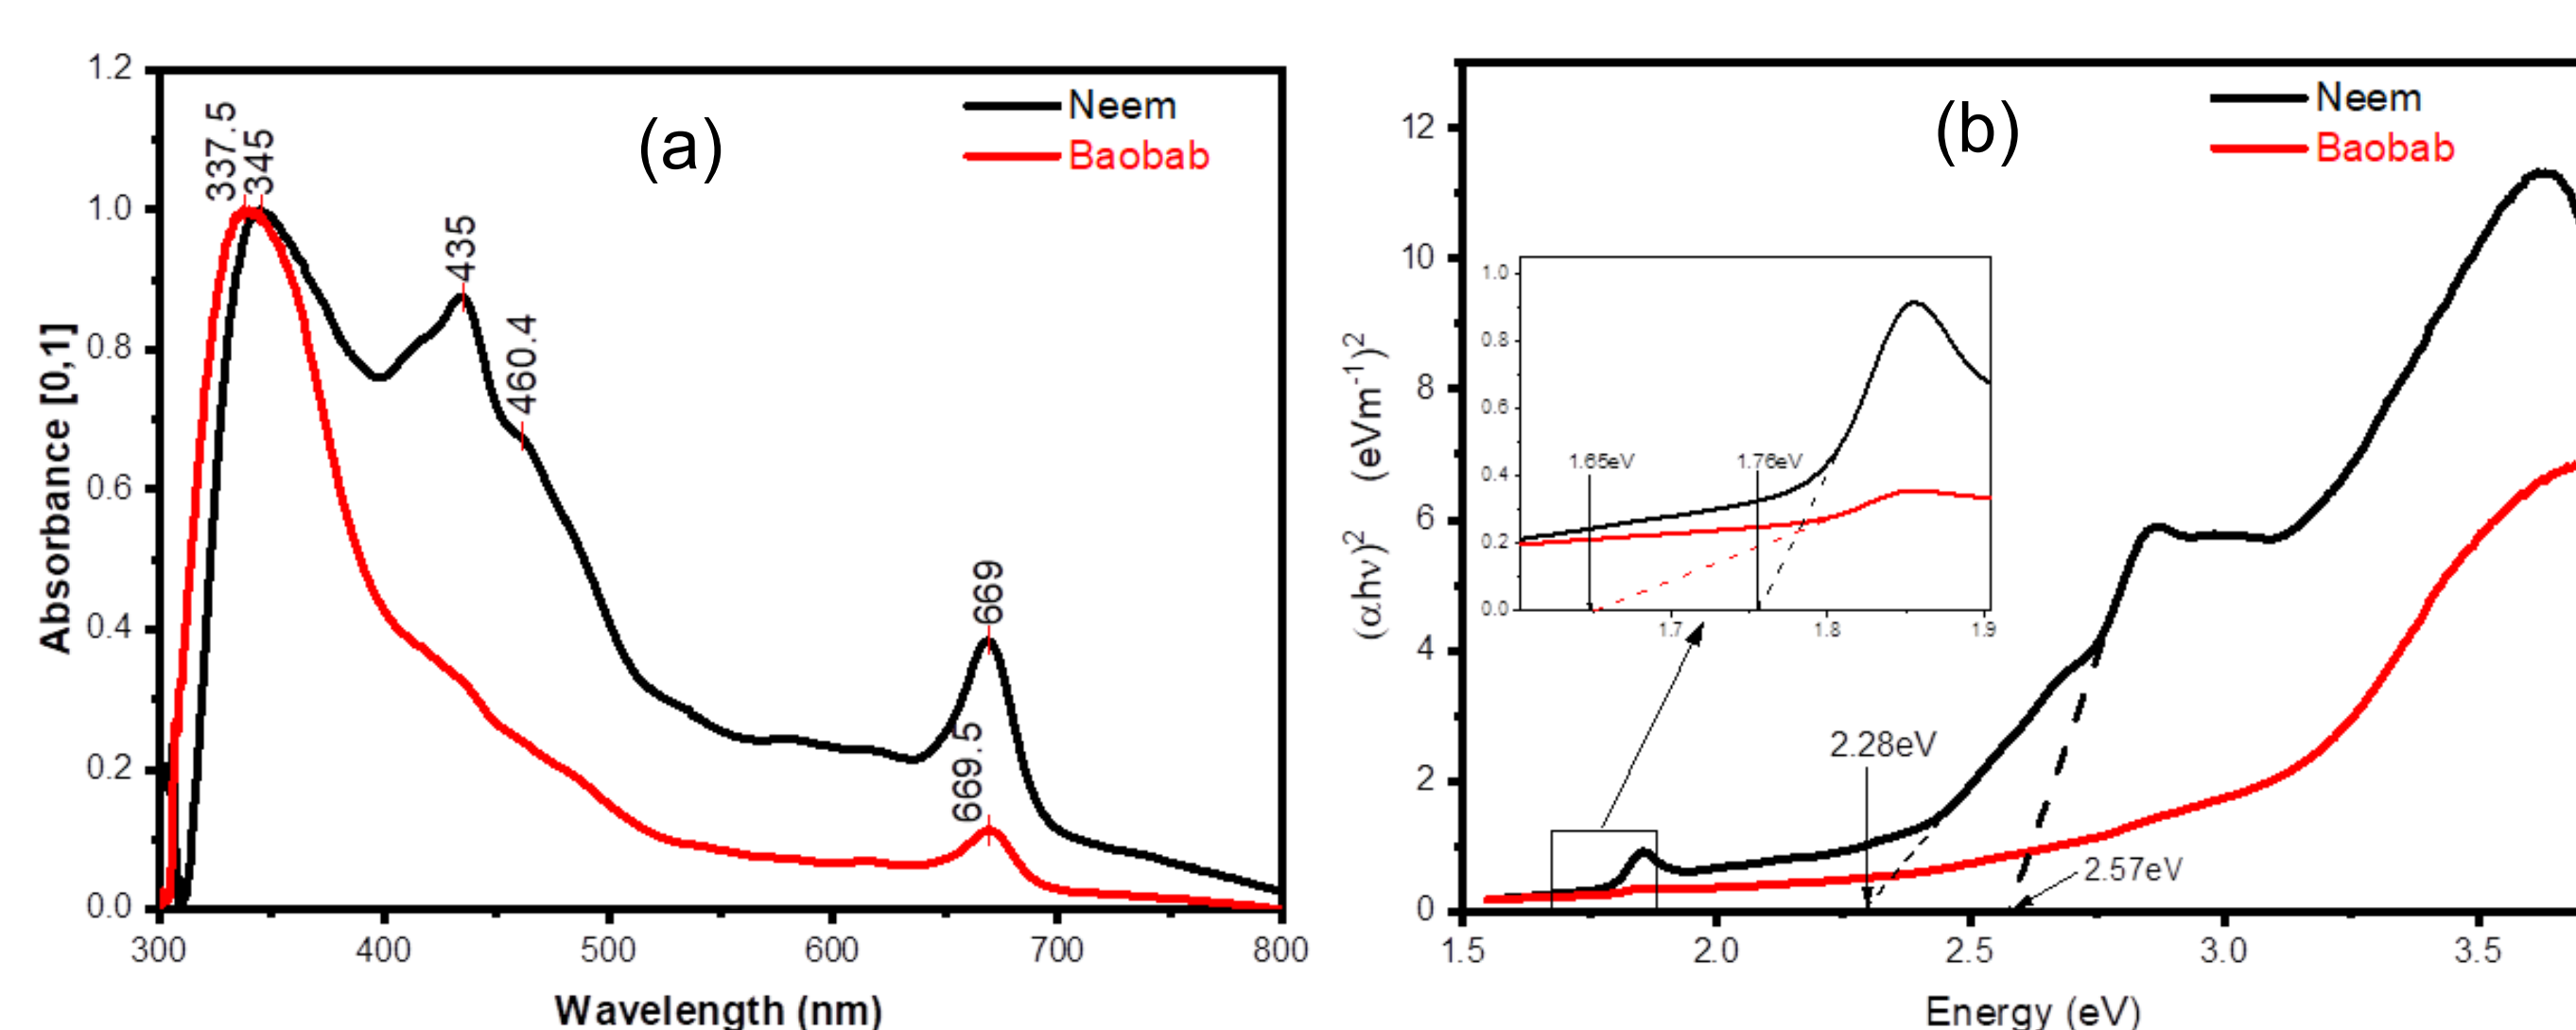 (a)
Neem
Baobab
337.5
345
435
460.4
669
669.5
1.2
1.0
0.8
0.6
0.4
0.2
0.0
Absorbance [0,1]
300 400 500 600 700 800
Wavelength (nm)
(b)
Neem
Baobab
12
10
8
6
4
2
0
(αhν)² (eVm⁻¹)²
1.0
0.8
0.6
0.4
0.2
0.0
1.65eV 1.76eV
1.7 1.8 1.9
2.28eV
2.57eV
1.5 2.0 2.5 3.0 3.5
Energy (eV)